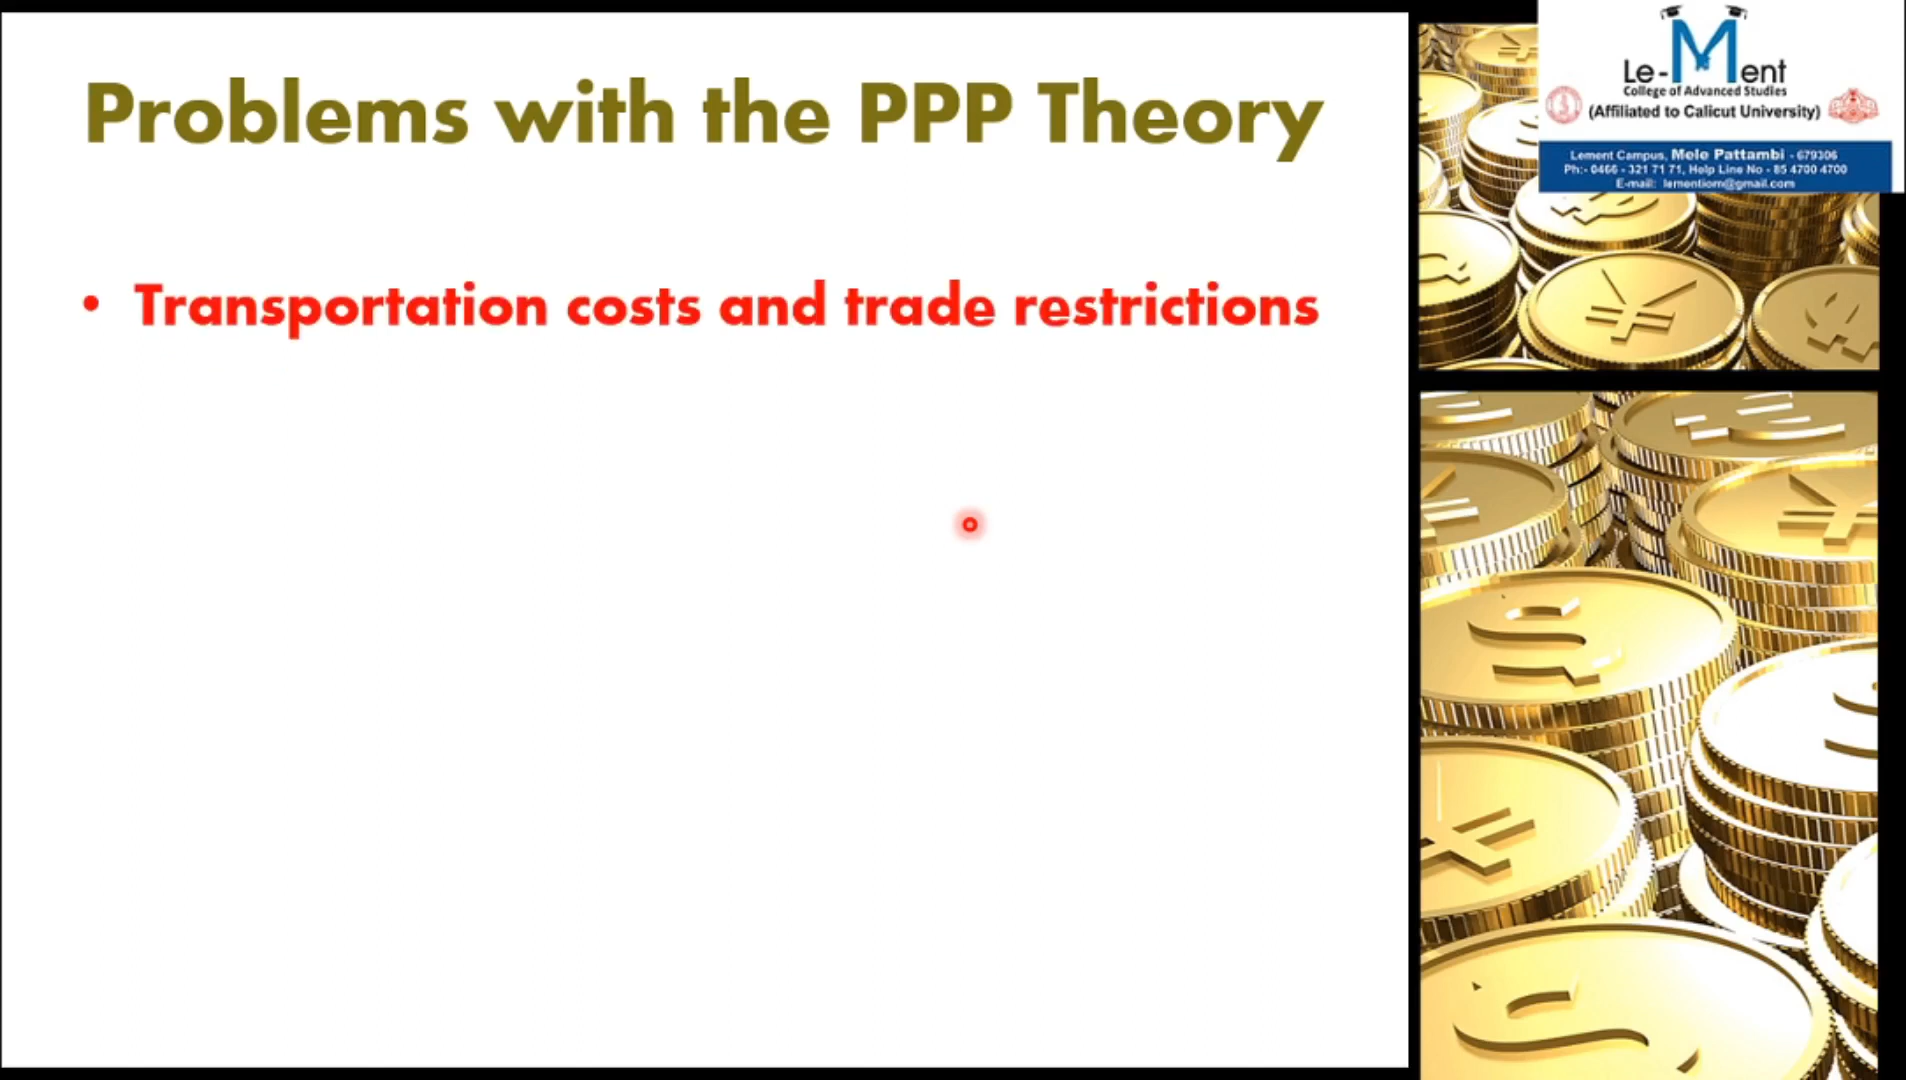 Problems with the PPP Theory
• Transportation costs and trade restrictions
Le-Ment
College of Advanced Studies
(Affiliated to Calicut University)
Lement Campus, Mele Pattambi - 679306
Ph:- 0466 - 321 71 71, Help Line No - 85 4700 4700
E-mail: lementiom@gmail.com